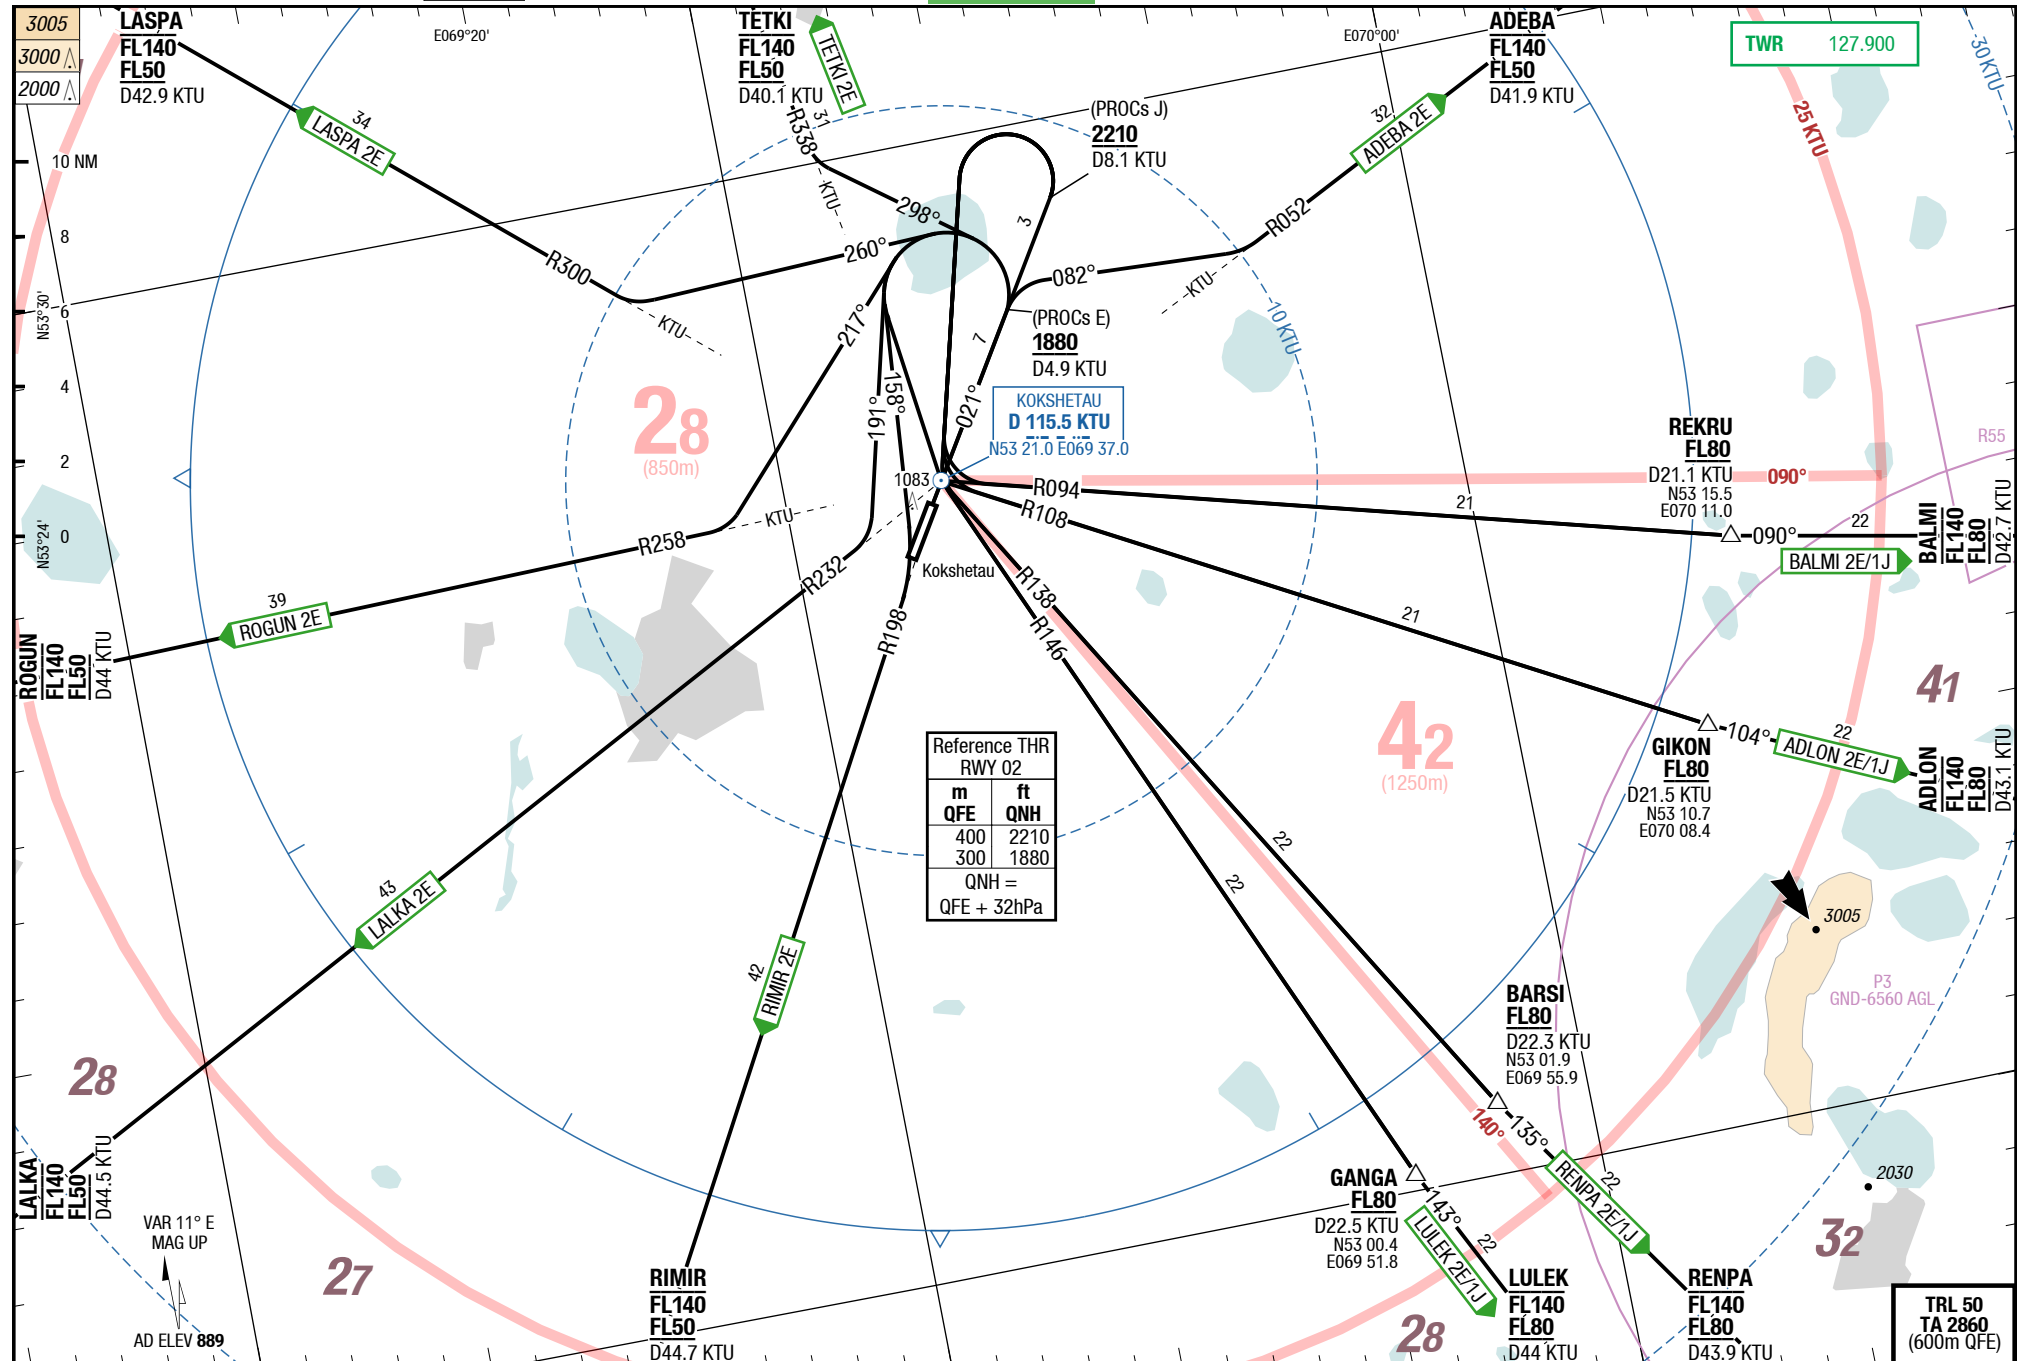 3005
3000
2000
LASPA
FL140
FL50
D42.9 KTU
E069°20'
TETKI
FL140
FL50
D40.1 KTU
TETKI 2E
31
R338
KTU
E070°00'
ADEBA
FL140
FL50
D41.9 KTU
TWR 127.900
30 KTU
25 KTU
34
LASPA 2E
(PROCs J)
2210
D8.1 KTU
32
ADEBA 2E
10 NM
8
6
4
2
0
N53°30'
N53°24'
R300
KTU
260°
298°
3
082°
R052
KTU
10 KTU
217°
191°
158°
021°
7
(PROCs E)
1880
D4.9 KTU
KOKSHETAU
D 115.5 KTU
N53 21.0 E069 37.0
28
(850m)
1083
R094
R108
21
REKRU
FL80
D21.1 KTU
N53 15.5
E070 11.0
090°
R55
090°
22
BALMI 2E/1J
BALMI
FL140
FL80
D42.7 KTU
R258
KTU
R232
Kokshetau
R198
R138
R146
21
39
ROGUN 2E
ROGUN
FL140
FL50
D44 KTU
41
42
(1250m)
GIKON
FL80
D21.5 KTU
N53 10.7
E070 08.4
104°
22
ADLON 2E/1J
ADLON
FL140
FL80
D43.1 KTU
Reference THR
RWY 02
m ft
QFE QNH
400 2210
300 1880
QNH =
QFE + 32hPa
22
22
43
LALKA 2E
42
RIMIR 2E
3005
P3
GND-6560 AGL
BARSI
FL80
D22.3 KTU
N53 01.9
E069 55.9
28
140°
135°
22
RENPA 2E/1J
2030
32
LALKA
FL140
FL50
D44.5 KTU
VAR 11° E
MAG UP
AD ELEV 889
27
RIMIR
FL140
FL50
D44.7 KTU
GANGA
FL80
D22.5 KTU
N53 00.4
E069 51.8
143°
22
LULEK 2E/1J
28
LULEK
FL140
FL80
D44 KTU
RENPA
FL140
FL80
D43.9 KTU
TRL 50
TA 2860
(600m QFE)